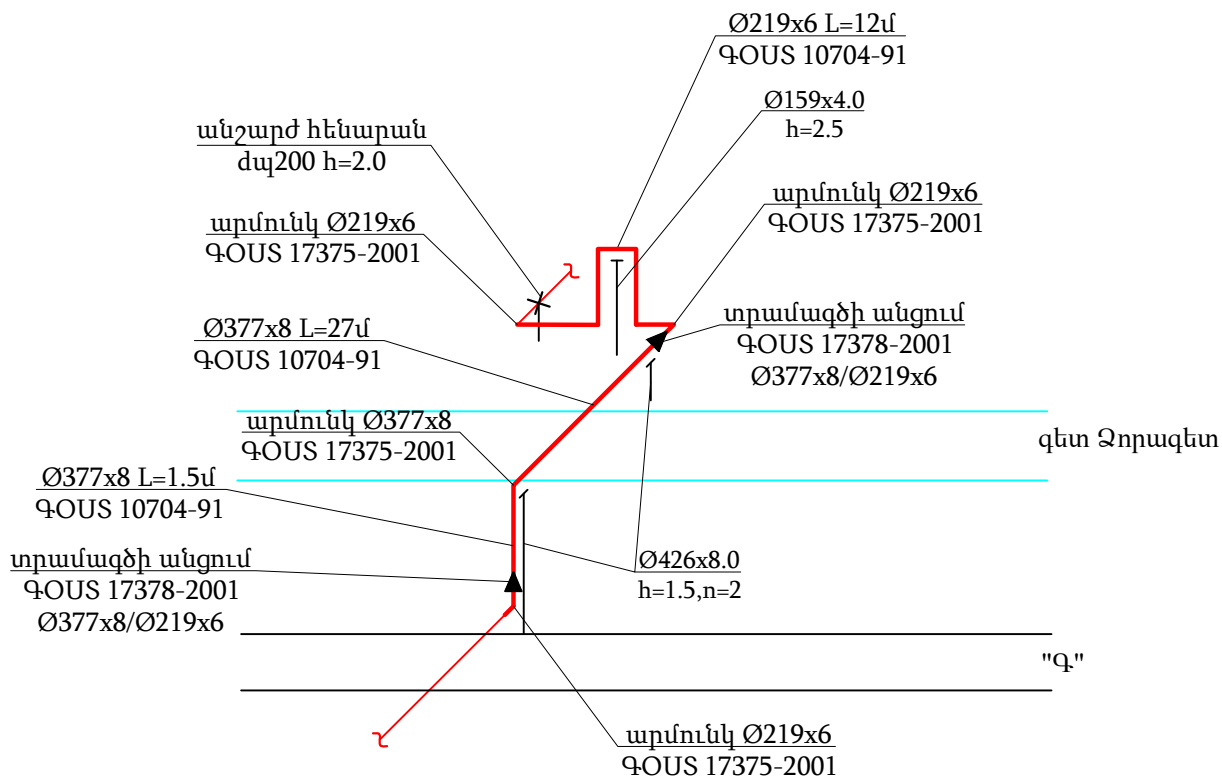 Ø219x6 L=12մ
ԳՕՍՏ 10704-91
Ø159x4.0
h=2.5
անշարժ հենարան
դպ200 h=2.0
արմունկ Ø219x6
ԳՕՍՏ 17375-2001
արմունկ Ø219x6
ԳՕՍՏ 17375-2001
Ø377x8 L=27մ
ԳՕՍՏ 10704-91
տրամագծի անցում
ԳՕՍՏ 17378-2001
Ø377x8/Ø219x6
արմունկ Ø377x8
ԳՕՍՏ 17375-2001
գետ Ձորագետ
Ø377x8 L=1.5մ
ԳՕՍՏ 10704-91
տրամագծի անցում
ԳՕՍՏ 17378-2001
Ø377x8/Ø219x6
Ø426x8.0
h=1.5,n=2
"Գ"
արմունկ Ø219x6
ԳՕՍՏ 17375-2001